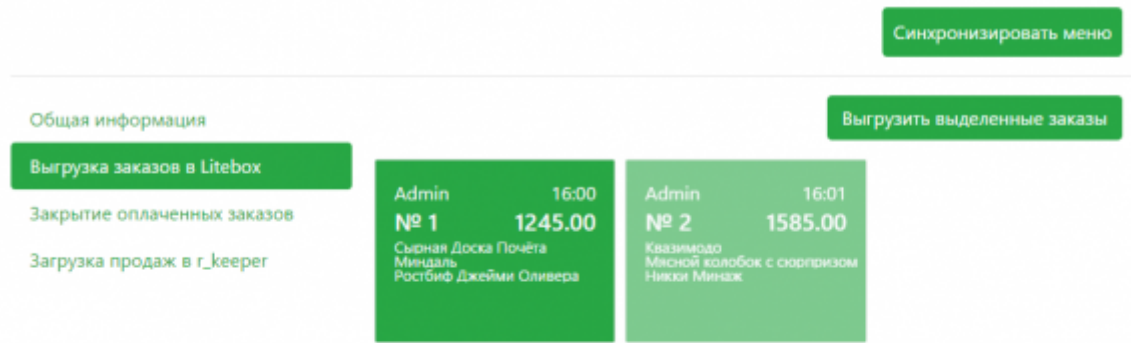 Синхронизировать меню
Общая информация
Выгрузить выделенные заказы
Выгрузка заказов в Litebox
Закрытие оплаченных заказов
Загрузка продаж в r_keeper
Admin 16:00
№ 1 1245.00
Сырная Доска Почёта
Миндаль
Ростбиф Джейми Оливера
Admin 16:01
№ 2 1585.00
Квазимодо
Мясной колобок с сюрпризом
Никки Минаж